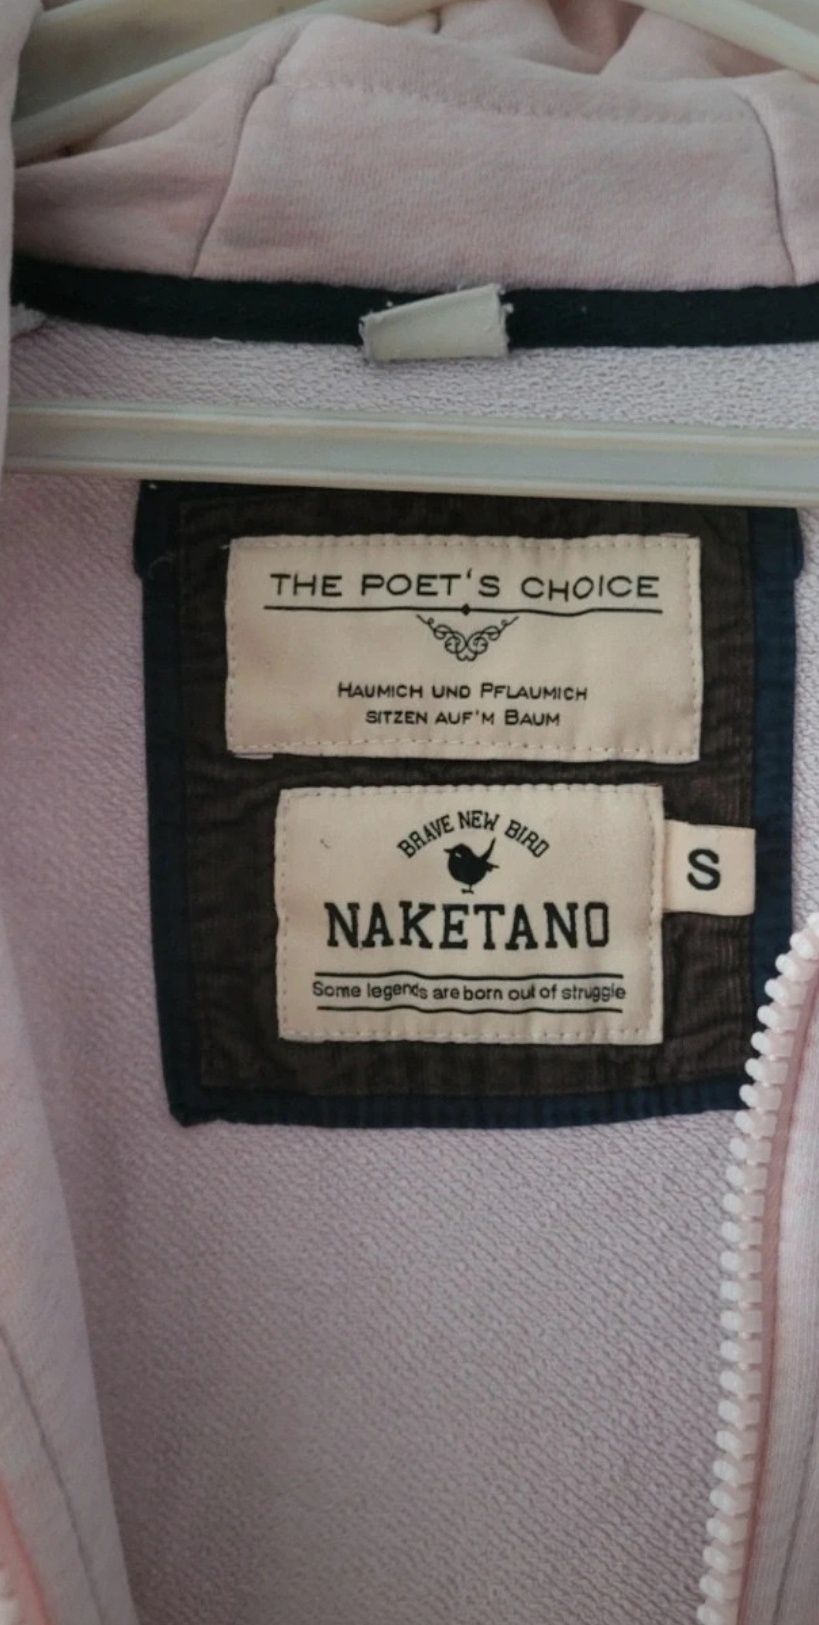 THE POET'S CHOICE
HAUMICH UND PFLAUMICH
SITZEN AUF'M BAUM
BRAVE NEW BIRD
NAKETANO
S
Some legends are born out of struggle